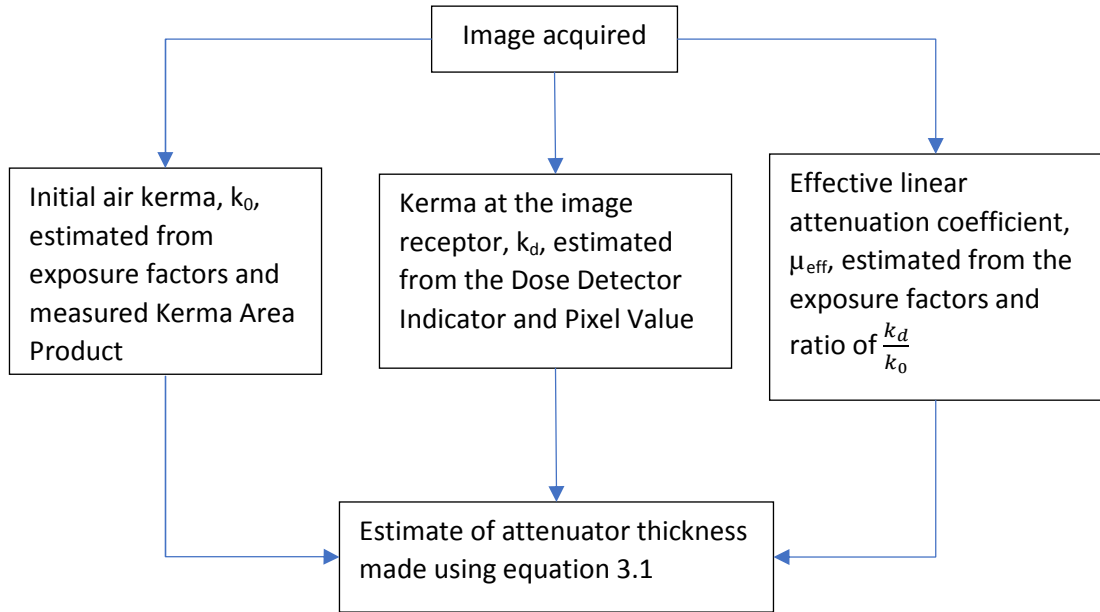 Image acquired
Initial air kerma, k₀,
estimated from
exposure factors and
measured Kerma Area
Product
Kerma at the image
receptor, kd, estimated
from the Dose Detector
Indicator and Pixel Value
Effective linear
attenuation coefficient,
μeff, estimated from the
exposure factors and
ratio of kd/k₀
Estimate of attenuator thickness
made using equation 3.1